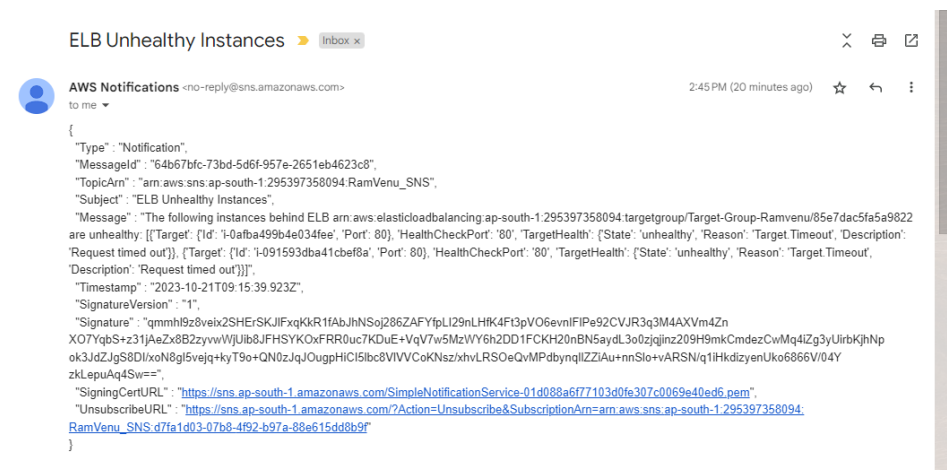 ELB Unhealthy Instances Inbox x
AWS Notifications <no-reply@sns.amazonaws.com> 2:45 PM (20 minutes ago)
to me
{
"Type" : "Notification",
"MessageId" : "64b67bfc-73bd-5d6f-957e-2651eb4623c8",
"TopicArn" : "arn:aws:sns:ap-south-1:295397358094:RamVenu_SNS",
"Subject" : "ELB Unhealthy Instances",
"Message" : "The following instances behind ELB arn:aws:elasticloadbalancing:ap-south-1:295397358094:targetgroup/Target-Group-Ramvenu/85e7dac5fa5a9822
are unhealthy: [{'Target': {'Id': 'i-0afba499b4e034fee', 'Port': 80}, 'HealthCheckPort': '80', 'TargetHealth': {'State': 'unhealthy', 'Reason': 'Target.Timeout', 'Description':
'Request timed out'}}, {'Target': {'Id': 'i-091593dba41cbef8a', 'Port': 80}, 'HealthCheckPort': '80', 'TargetHealth': {'State': 'unhealthy', 'Reason': 'Target.Timeout',
'Description': 'Request timed out'}}]",
"Timestamp" : "2023-10-21T09:15:39.923Z",
"SignatureVersion" : "1",
"Signature" : "qmmhI9z8veix2SHErSKJIFxqKkR1fAbJhNSoj286ZAFYfpLI29nLHfK4Ft3pVO6evnIFIPe92CVJR3q3M4AXVm4Zn
XO7YqbS+z31jAeZx8B2zyvwWjUib8JFHSYKOxFRR0uc7KDuE+VqV7w5MzWY6h2DD1FCKH20nBN5aydL3o0zjqjinz209H9mkCmdezCwMq4iZg3yUirbKjhNp
ok3JdZJgS8DI/xoN8gI5vejq+kyT9o+QN0zJqJOugpHiCI5lbc8VIVVCoKNsz/xhvLRSOeQvMPdbynqIlZZiAu+nnSlo+vARSN/q1iHkdizyenUko6866V/04Y
zkLepuAq4Sw==",
"SigningCertURL" : "https://sns.ap-south-1.amazonaws.com/SimpleNotificationService-01d088a6f77103d0fe307c0069e40ed6.pem",
"UnsubscribeURL" : "https://sns.ap-south-1.amazonaws.com/?Action=Unsubscribe&SubscriptionArn=arn:aws:sns:ap-south-1:295397358094:
RamVenu_SNS:d7fa1d03-07b8-4f92-b97a-88e615dd8b9f"
}